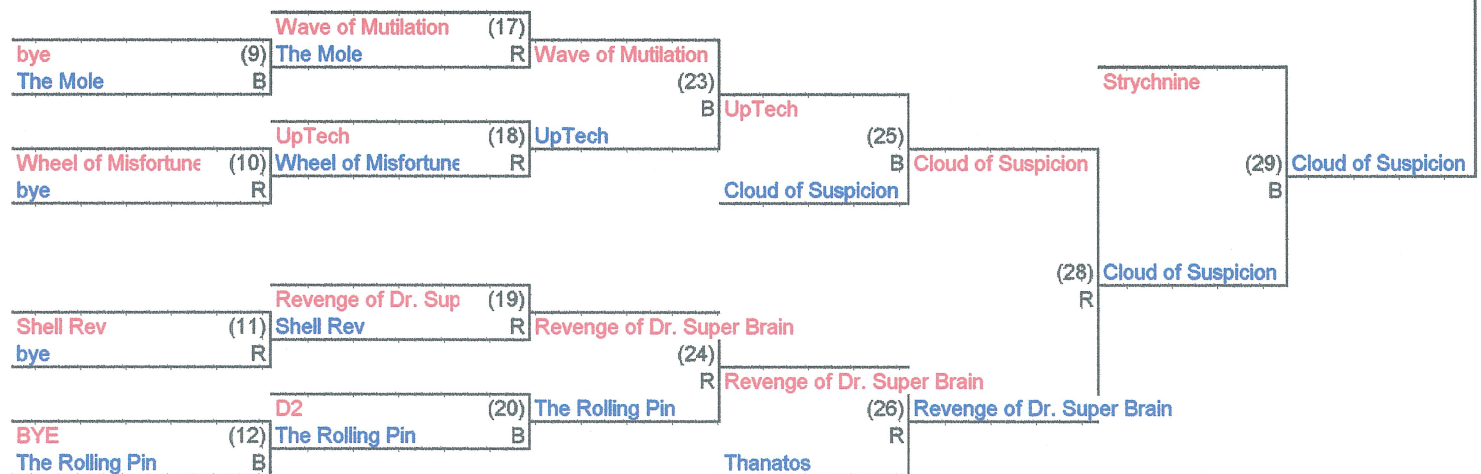 Wave of Mutilation (17)
bye (9) The Mole R Wave of Mutilation
The Mole B (23) Strychnine
B UpTech
UpTech (18) UpTech (25)
Wheel of Misfortune (10) Wheel of Misfortune R B Cloud of Suspicion (29) Cloud of Suspicion
bye R Cloud of Suspicion B
(28) Cloud of Suspicion
Revenge of Dr. Sup (19) R
Shell Rev (11) Shell Rev R Revenge of Dr. Super Brain
bye R (24)
R Revenge of Dr. Super Brain
D2 (20) The Rolling Pin (26) Revenge of Dr. Super Brain
BYE (12) The Rolling Pin B R
The Rolling Pin B Thanatos